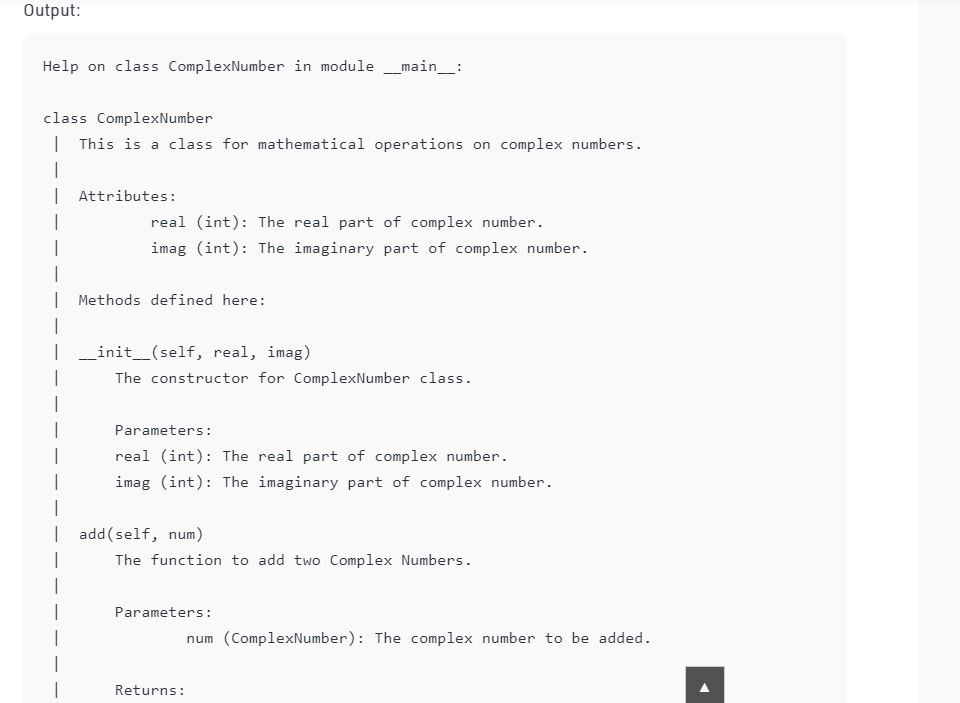 Output:
Help on class ComplexNumber in module __main__:
class ComplexNumber
|  This is a class for mathematical operations on complex numbers.
|
|  Attributes:
|          real (int): The real part of complex number.
|          imag (int): The imaginary part of complex number.
|
|  Methods defined here:
|
|  __init__(self, real, imag)
|      The constructor for ComplexNumber class.
|
|      Parameters:
|      real (int): The real part of complex number.
|      imag (int): The imaginary part of complex number.
|
|  add(self, num)
|      The function to add two Complex Numbers.
|
|      Parameters:
|              num (ComplexNumber): The complex number to be added.
|
|      Returns: